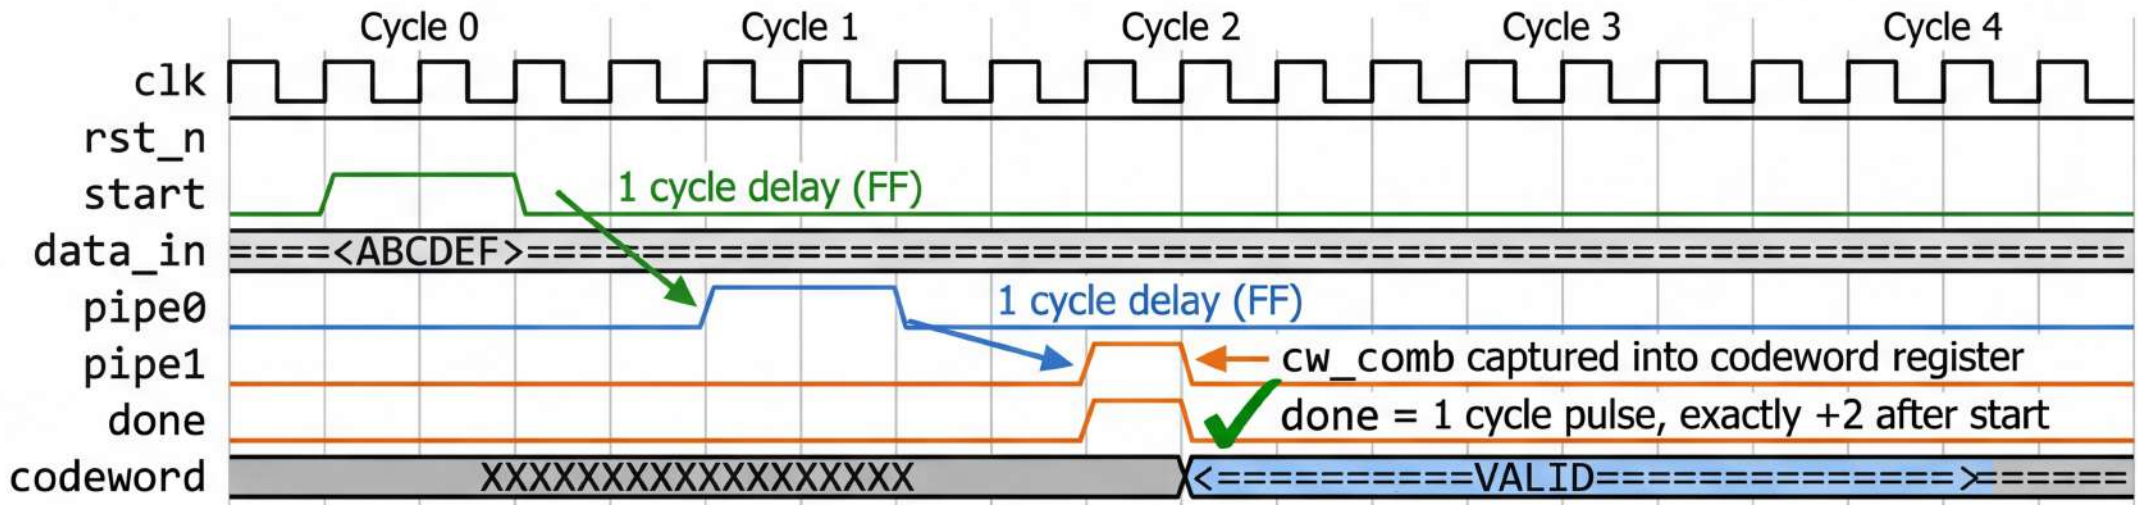 Cycle 0 Cycle 1 Cycle 2 Cycle 3 Cycle 4
clk
rst_n
start 1 cycle delay (FF)
data_in ====<ABCDEF>====================================================================
pipe0 1 cycle delay (FF)
pipe1 cw_comb captured into codeword register
done done = 1 cycle pulse, exactly +2 after start
codeword XXXXXXXXXXXXXXXXXX <===========VALID================> ======